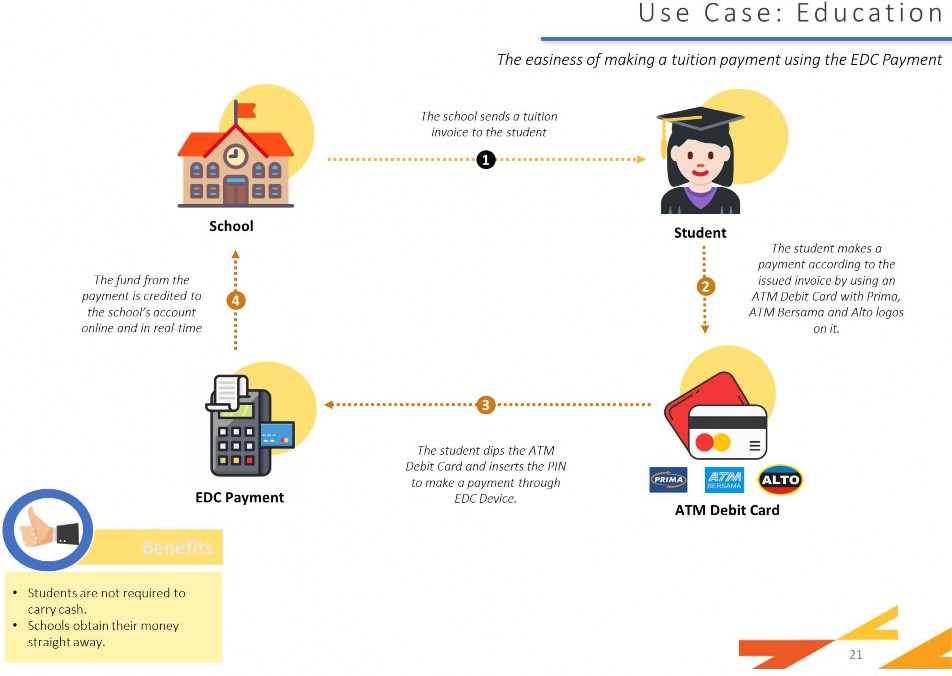 Use Case: Education
The easiness of making a tuition payment using the EDC Payment
The school sends a tuition
invoice to the student
1
School
Student
The student makes a
payment according to the
issued invoice by using an
ATM Debit Card with Prima,
ATM Bersama and Alto logos
on it.
2
The fund from the
payment is credited to
the school's account
online and in real-time
4
3
The student dips the ATM
Debit Card and inserts the PIN
to make a payment through
EDC Device.
EDC Payment
PRIMA
ATM
BERSAMA
ALTO
ATM Debit Card
Benefits
• Students are not required to
carry cash.
• Schools obtain their money
straight away.
21